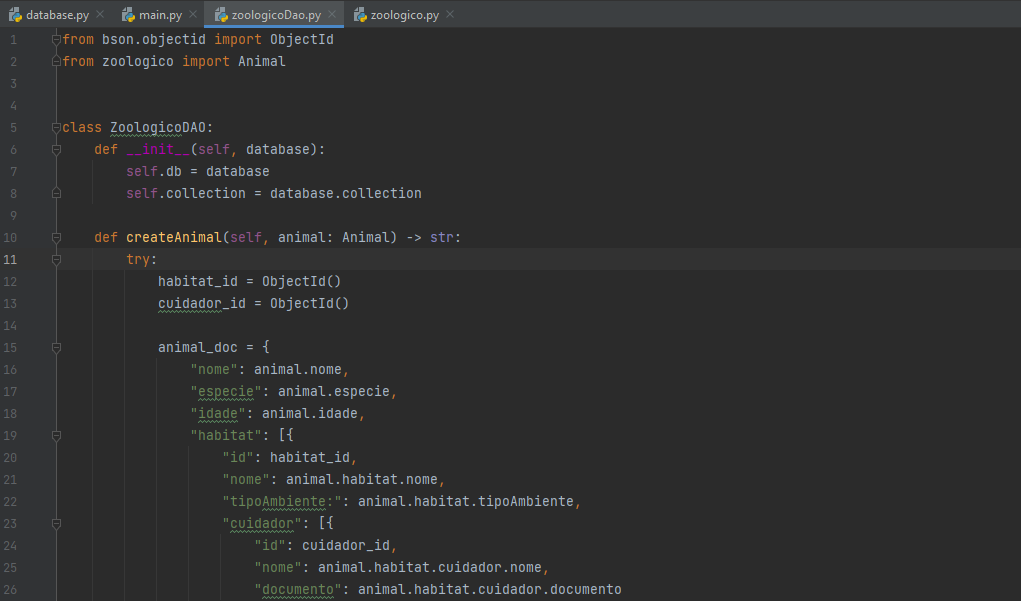 database.py main.py zoologicoDao.py zoologico.py
1 from bson.objectid import ObjectId
2 from zoologico import Animal
3
4
5 class ZoologicoDAO:
6 def __init__(self, database):
7 self.db = database
8 self.collection = database.collection
9
10 def createAnimal(self, animal: Animal) -> str:
11 try:
12 habitat_id = ObjectId()
13 cuidador_id = ObjectId()
14
15 animal_doc = {
16 "nome": animal.nome,
17 "especie": animal.especie,
18 "idade": animal.idade,
19 "habitat": [{
20 "id": habitat_id,
21 "nome": animal.habitat.nome,
22 "tipoAmbiente:": animal.habitat.tipoAmbiente,
23 "cuidador": [{
24 "id": cuidador_id,
25 "nome": animal.habitat.cuidador.nome,
26 "documento": animal.habitat.cuidador.documento